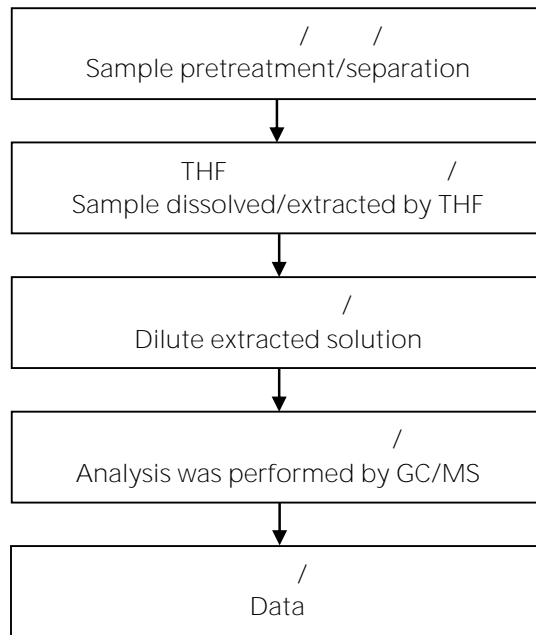 / /
Sample pretreatment/separation
THF /
Sample dissolved/extracted by THF
/
Dilute extracted solution
/
Analysis was performed by GC/MS
/
Data